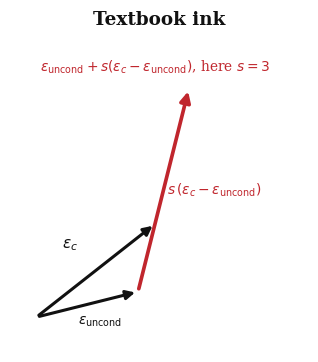 Textbook ink
ε_uncond + s(ε_c − ε_uncond), here s = 3
s (ε_c − ε_uncond)
ε_c
ε_uncond